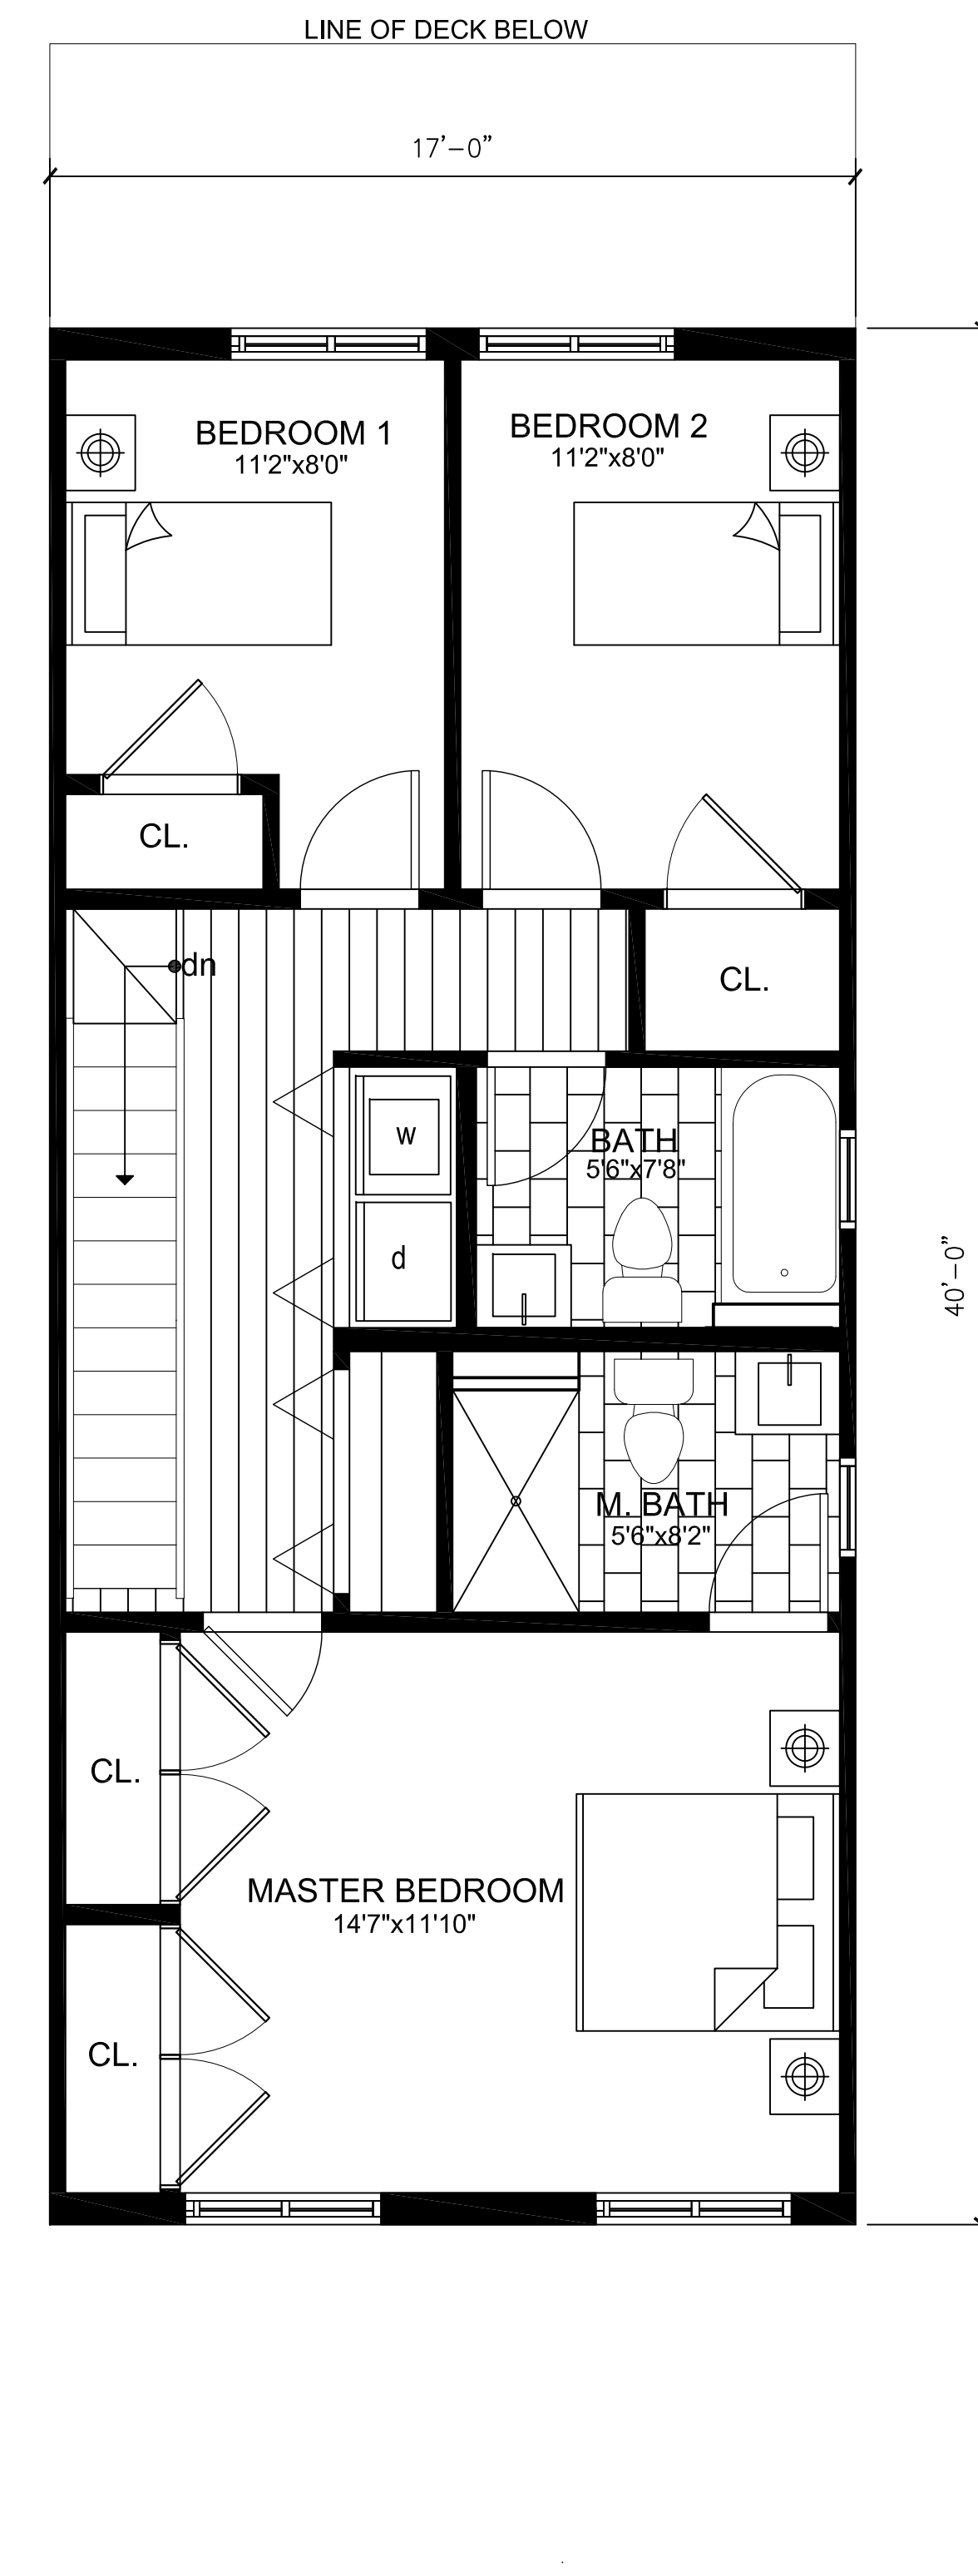 LINE OF DECK BELOW
17'-0"
BEDROOM 1
11'2"x8'0"
BEDROOM 2
11'2"x8'0"
CL.
dn
CL.
w
BATH
5'6"x7'8"
d
40'-0"
M. BATH
5'6"x8'2"
CL.
MASTER BEDROOM
14'7"x11'10"
CL.